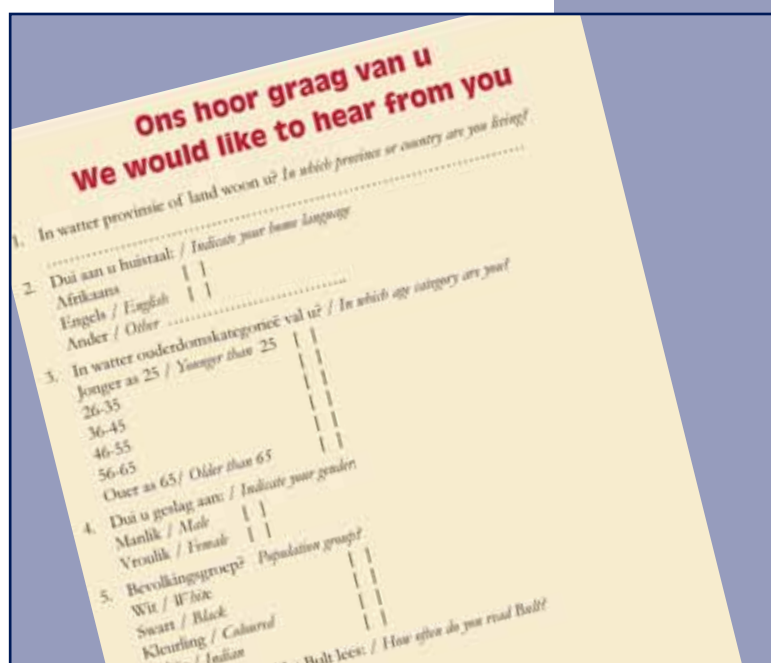 Ons hoor graag van u
We would like to hear from you
1. In watter provinsie of land woon u? In which province or country are you living?
....................
2. Dui aan u huistaal: / Indicate your home language
Afrikaans | |
Engels / English | |
Ander / Other ....................
3. In watter ouderdomskategorieë val u? / In which age category are you?
Jonger as 25 / Younger than 25 | |
26-35 | |
36-45 | |
46-55 | |
56-65 | |
Ouer as 65/ Older than 65 | |
4. Dui u geslag aan: / Indicate your gender:
Manlik / Male | |
Vroulik / Female | |
5. Bevolkingsgroep? Population group?
Wit / White | |
Swart / Black | |
Kleurling / Coloured | |
/ Indian | |
Bult lees: / How often do you read Bult?